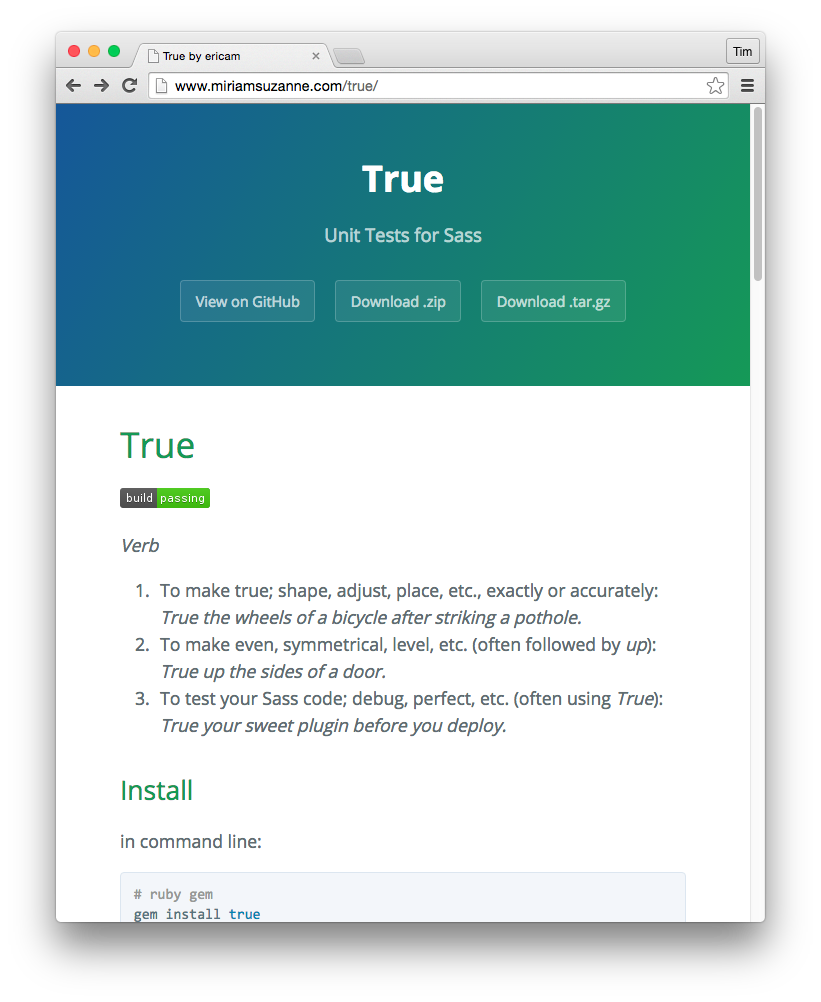 True by ericam
Tim
www.miriamsuzanne.com/true/
True
Unit Tests for Sass
View on GitHub
Download .zip
Download .tar.gz
True
build passing
Verb
1. To make true; shape, adjust, place, etc., exactly or accurately:
True the wheels of a bicycle after striking a pothole.
2. To make even, symmetrical, level, etc. (often followed by up):
True up the sides of a door.
3. To test your Sass code; debug, perfect, etc. (often using True):
True your sweet plugin before you deploy.
Install
in command line:
# ruby gem
gem install true